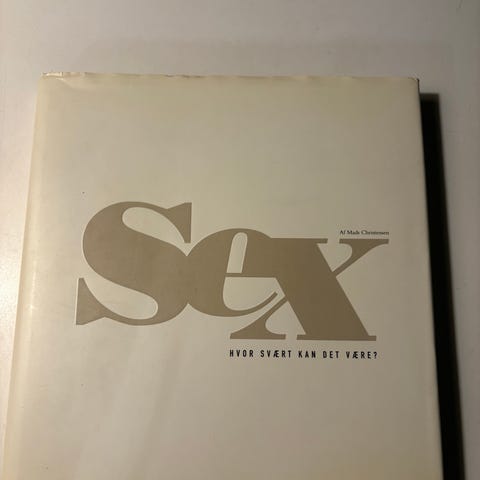 Sex
Af Mads Christensen
HVOR SVÆRT KAN DET VÆRE?